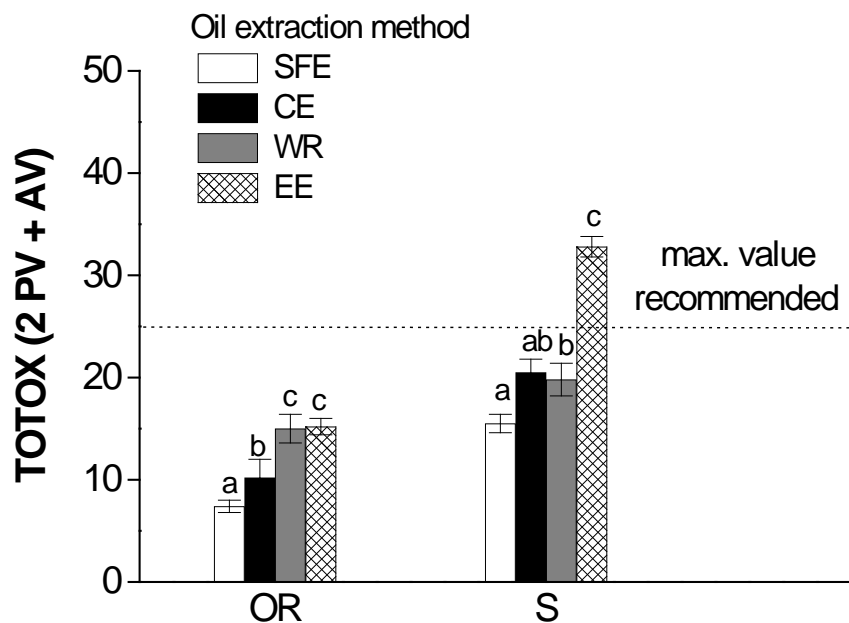 Oil extraction method
SFE
CE
WR
EE
TOTOX (2 PV + AV)
50
40
30
20
10
0
a
b
c
c
a
ab
b
c
max. value
recommended
OR
S